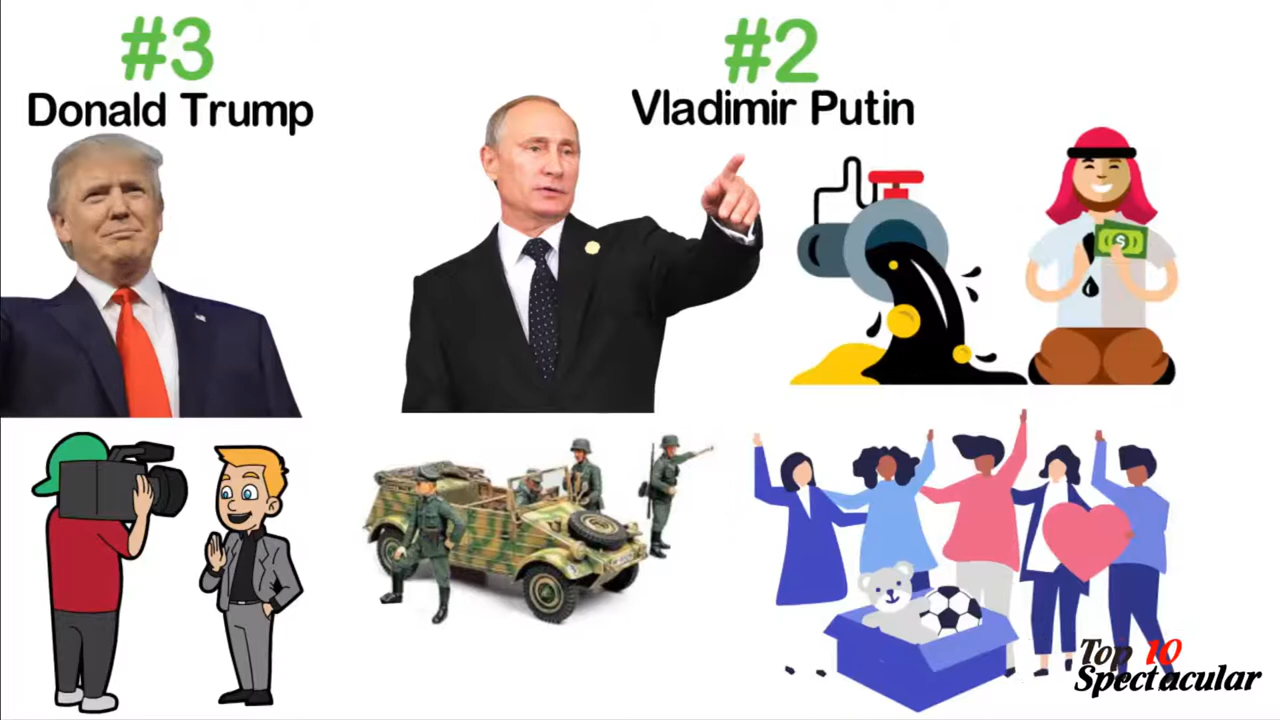 #3
Donald Trump
#2
Vladimir Putin
$
Top 10
Spectacular